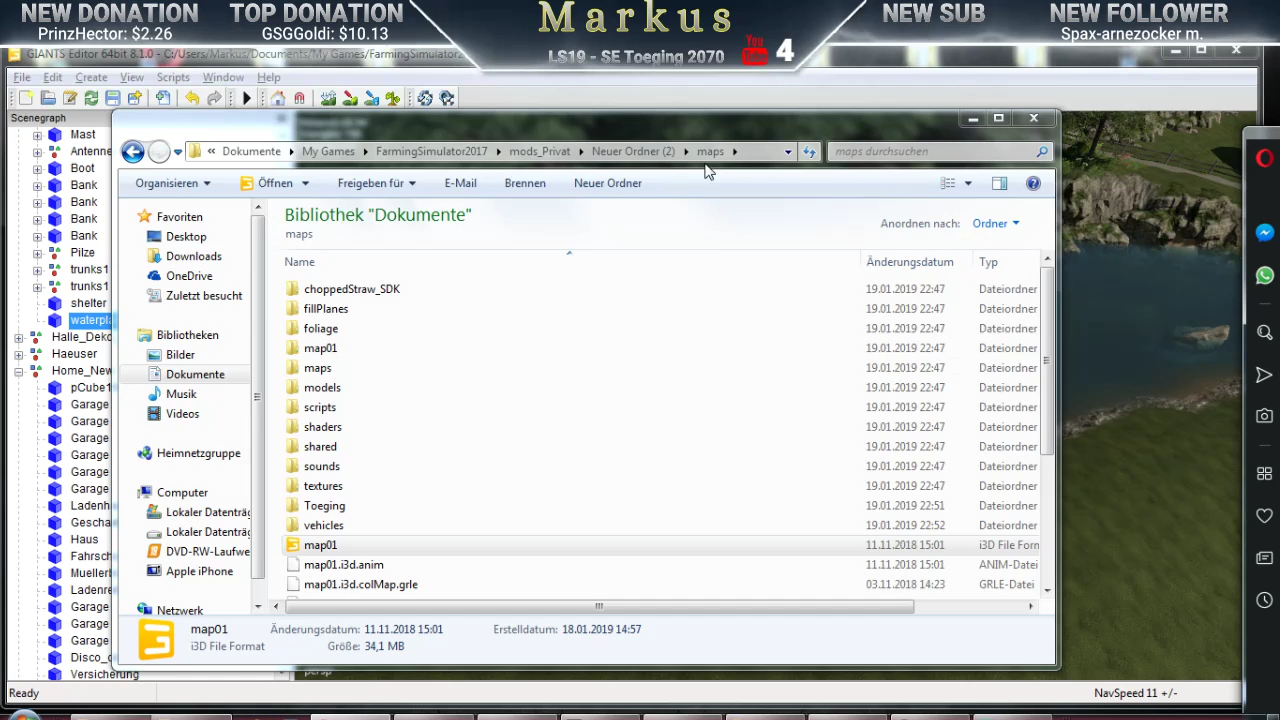 NEW DONATION
PrinzHector: $2.26
TOP DONATION
GSGGoldi: $10.13
Markus
LS19 - SE Toeging 2070
You Tube
4
NEW SUB
NEW FOLLOWER
Spax-arnezocker m.
GIANTS Editor 64bit 8.1.0 - C:/Users/Markus/Documents/My Games/FarmingSimulator2
File Edit Create View Scripts Window Help
Scenegraph
Mast
Antenne
Boot
Bank
Bank
Bank
Bank
Pilze
trunks1
trunks1
shelter
waterpla
Halle_Deko
Haeuser
Home_New
pCube1
Garage
Garage
Garage
Garage
Garage
Garage
Garage
Ladenh
Gescha
Haus
Fahrsch
Muellerb
Garage
Garage
Garage
Disco_
Versicherung
Ready
persp
NavSpeed 11 +/-
« Dokumente My Games FarmingSimulator2017 mods_Privat Neuer Ordner (2) maps
maps durchsuchen
Organisieren Öffnen Freigeben für E-Mail Brennen Neuer Ordner
Favoriten
Desktop
Downloads
OneDrive
Zuletzt besucht
Bibliotheken
Bilder
Dokumente
Musik
Videos
Heimnetzgruppe
Computer
Lokaler Datenträg
Lokaler Datenträg
DVD-RW-Laufwe
Apple iPhone
Netzwerk
Bibliothek "Dokumente"
maps
Anordnen nach: Ordner
Name Änderungsdatum Typ
choppedStraw_SDK 19.01.2019 22:47 Dateiordner
fillPlanes 19.01.2019 22:47 Dateiordner
foliage 19.01.2019 22:47 Dateiordner
map01 19.01.2019 22:47 Dateiordner
maps 19.01.2019 22:47 Dateiordner
models 19.01.2019 22:47 Dateiordner
scripts 19.01.2019 22:47 Dateiordner
shaders 19.01.2019 22:47 Dateiordner
shared 19.01.2019 22:47 Dateiordner
sounds 19.01.2019 22:47 Dateiordner
textures 19.01.2019 22:47 Dateiordner
Toeging 19.01.2019 22:51 Dateiordner
vehicles 19.01.2019 22:52 Dateiordner
map01 11.11.2018 15:01 i3D File Form
map01.i3d.anim 11.11.2018 15:01 ANIM-Datei
map01.i3d.colMap.grle 03.11.2018 14:23 GRLE-Datei
map01 Änderungsdatum: 11.11.2018 15:01 Erstelldatum: 18.01.2019 14:57
i3D File Format Größe: 34,1 MB